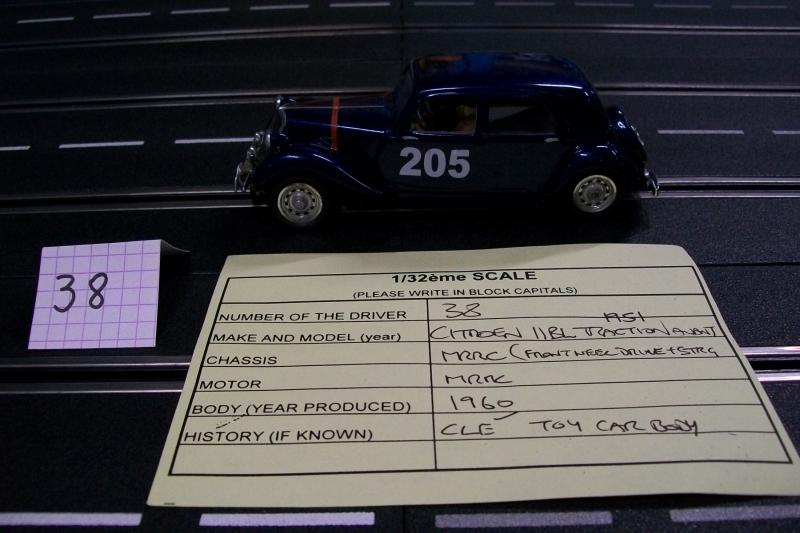 205
38
1/32ème SCALE
(PLEASE WRITE IN BLOCK CAPITALS)
NUMBER OF THE DRIVER 38
1951
MAKE AND MODEL (year) CITROEN 11BL TRACTION AVANT
CHASSIS MRRC (FRONT WEEL DRIVE + STRG
MOTOR MRRC
BODY (YEAR PRODUCED) 1960
HISTORY (IF KNOWN) CLE TOY CAR BODY